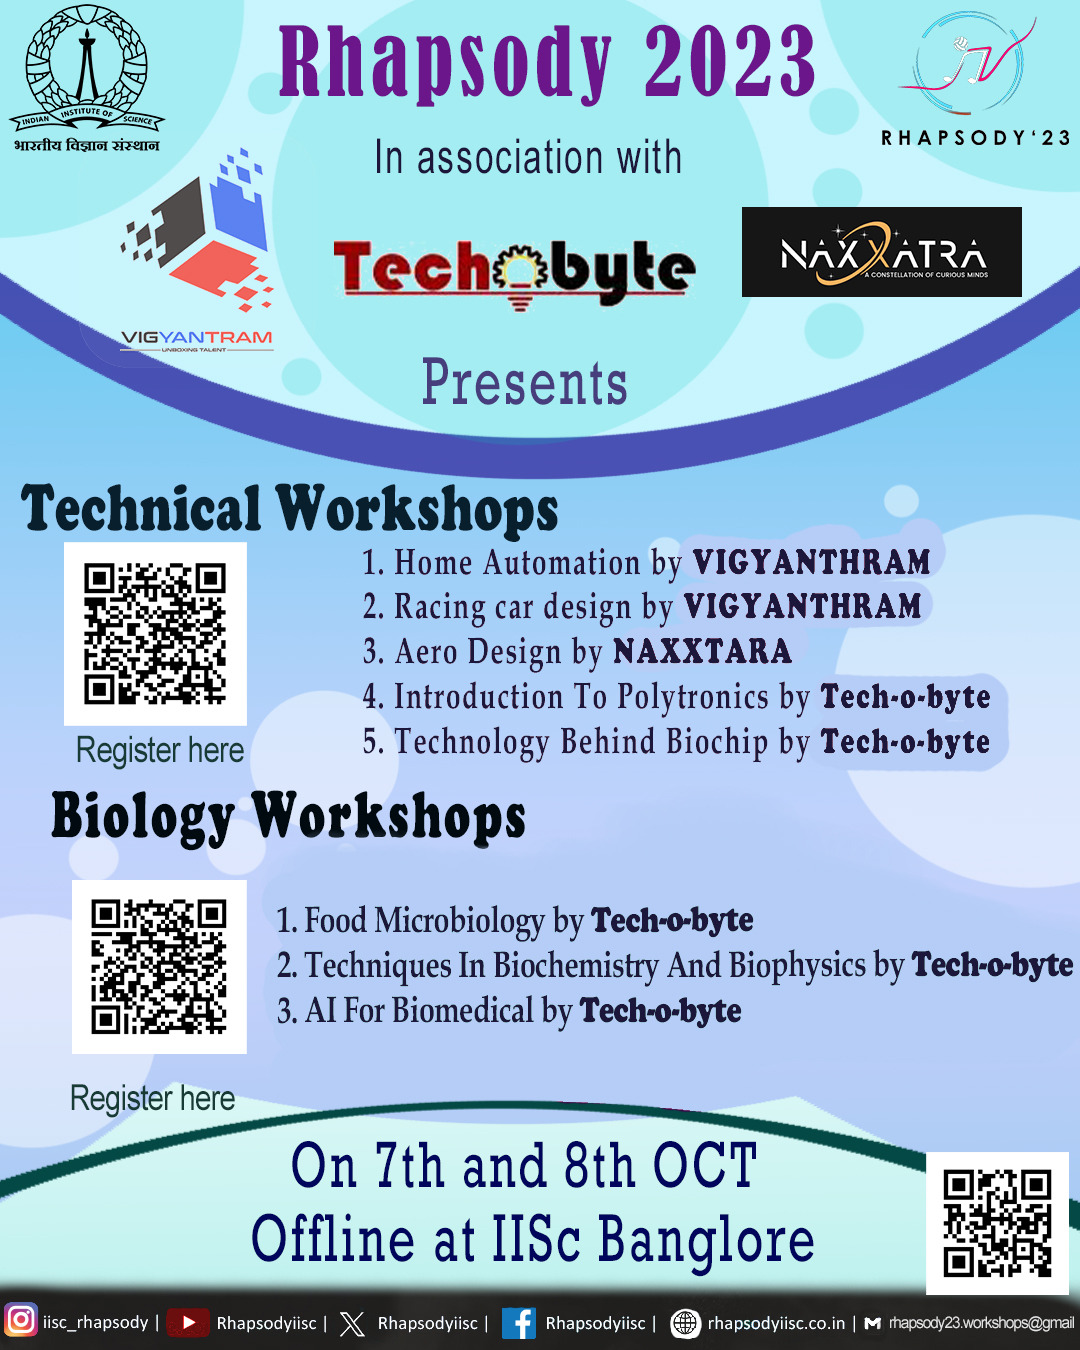 INDIAN INSTITUTE OF SCIENCE
भारतीय विज्ञान संस्थान
Rhapsody 2023
RHAPSODY‘23
In association with
VIGYANTRAM
UNBOXING TALENT
Techobyte
NAXXATRA
A CONSTELLATION OF CURIOUS MINDS
Presents
Technical Workshops
1. Home Automation by VIGYANTHRAM
2. Racing car design by VIGYANTHRAM
3. Aero Design by NAXXTARA
4. Introduction To Polytronics by Tech-o-byte
5. Technology Behind Biochip by Tech-o-byte
Register here
Biology Workshops
1. Food Microbiology by Tech-o-byte
2. Techniques In Biochemistry And Biophysics by Tech-o-byte
3. AI For Biomedical by Tech-o-byte
Register here
On 7th and 8th OCT
Offline at IISc Banglore
iisc_rhapsody | Rhapsodyiisc | Rhapsodyiisc | Rhapsodyiisc | rhapsodyiisc.co.in | rhapsody23.workshops@gmail